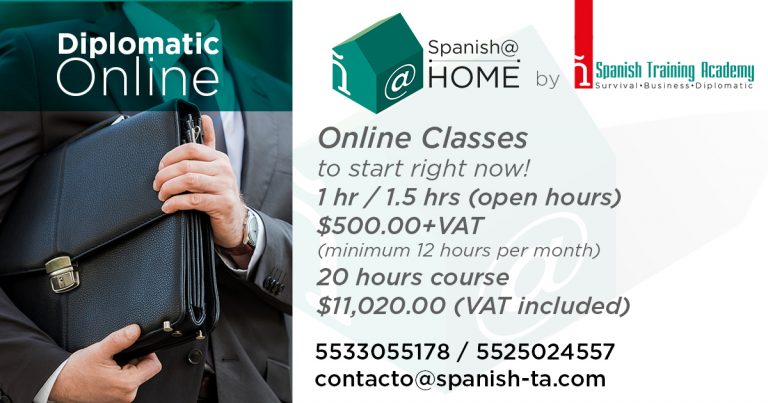 Diplomatic
Online
Spanish@
HOME
by
ñ
@
ñ
Spanish Training Academy
Survival•Business•Diplomatic
Online Classes
to start right now!
1 hr / 1.5 hrs (open hours)
$500.00+VAT
(minimum 12 hours per month)
20 hours course
$11,020.00 (VAT included)
5533055178 / 5525024557
contacto@spanish-ta.com